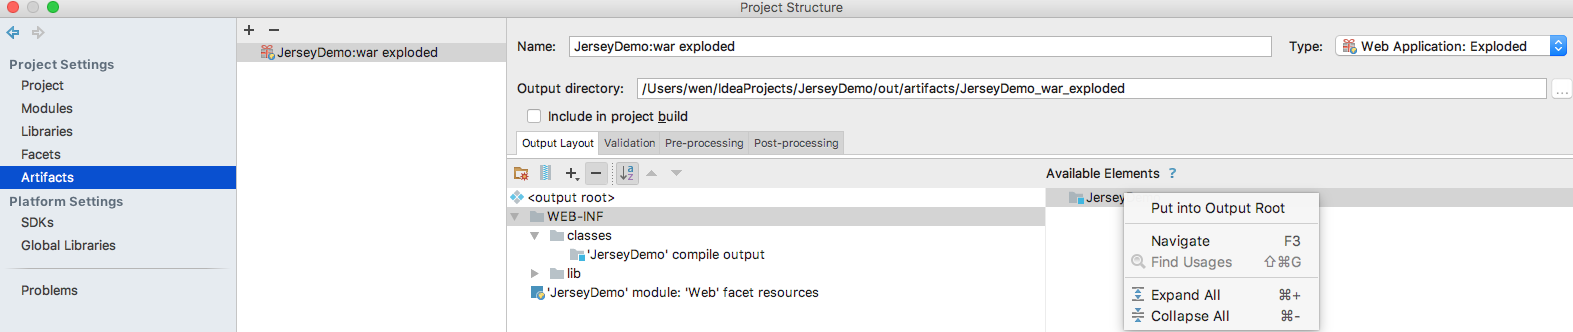 Project Structure
Project Settings
Project
Modules
Libraries
Facets
Artifacts
Platform Settings
SDKs
Global Libraries
Problems
JerseyDemo:war exploded
Name: JerseyDemo:war exploded Type: Web Application: Exploded
Output directory: /Users/wen/IdeaProjects/JerseyDemo/out/artifacts/JerseyDemo_war_exploded ...
Include in project build
Output Layout Validation Pre-processing Post-processing
Available Elements ?
<output root>
WEB-INF
classes
'JerseyDemo' compile output
lib
'JerseyDemo' module: 'Web' facet resources
Put into Output Root
Navigate F3
Find Usages ⇧⌘G
Expand All ⌘+
Collapse All ⌘-